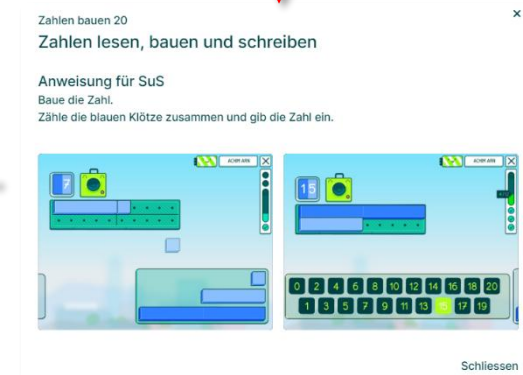 Zahlen bauen 20
Zahlen lesen, bauen und schreiben
Anweisung für SuS
Baue die Zahl.
Zähle die blauen Klötze zusammen und gib die Zahl ein.
7
15
0 2 4 6 8 10 12 14 16 18 20
1 3 5 7 9 11 13 15 17 19
Schliessen